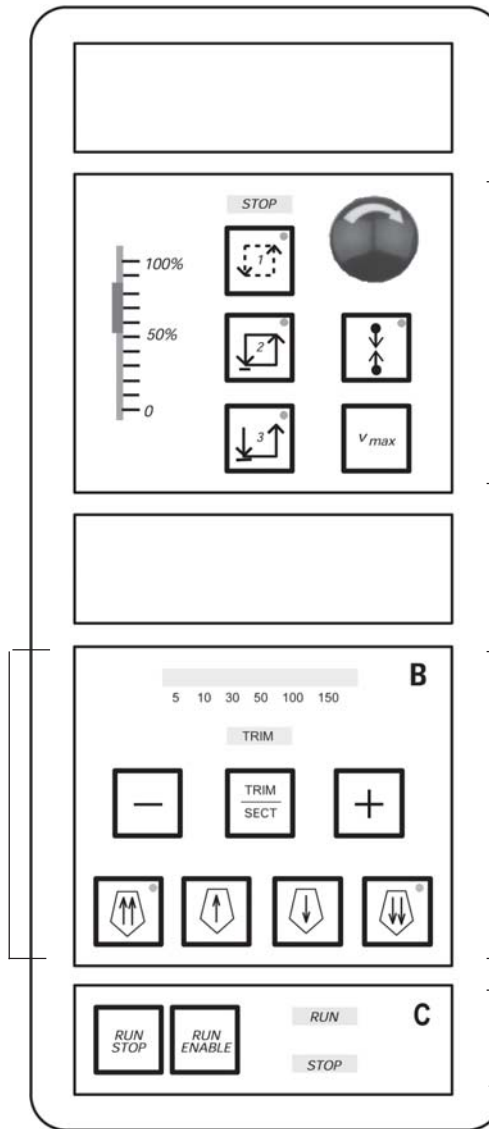 STOP
100%
50%
0
1
2
3
v max
B
5 10 30 50 100 150
TRIM
−
TRIM
SECT
+
C
RUN
STOP
RUN
ENABLE
RUN
STOP